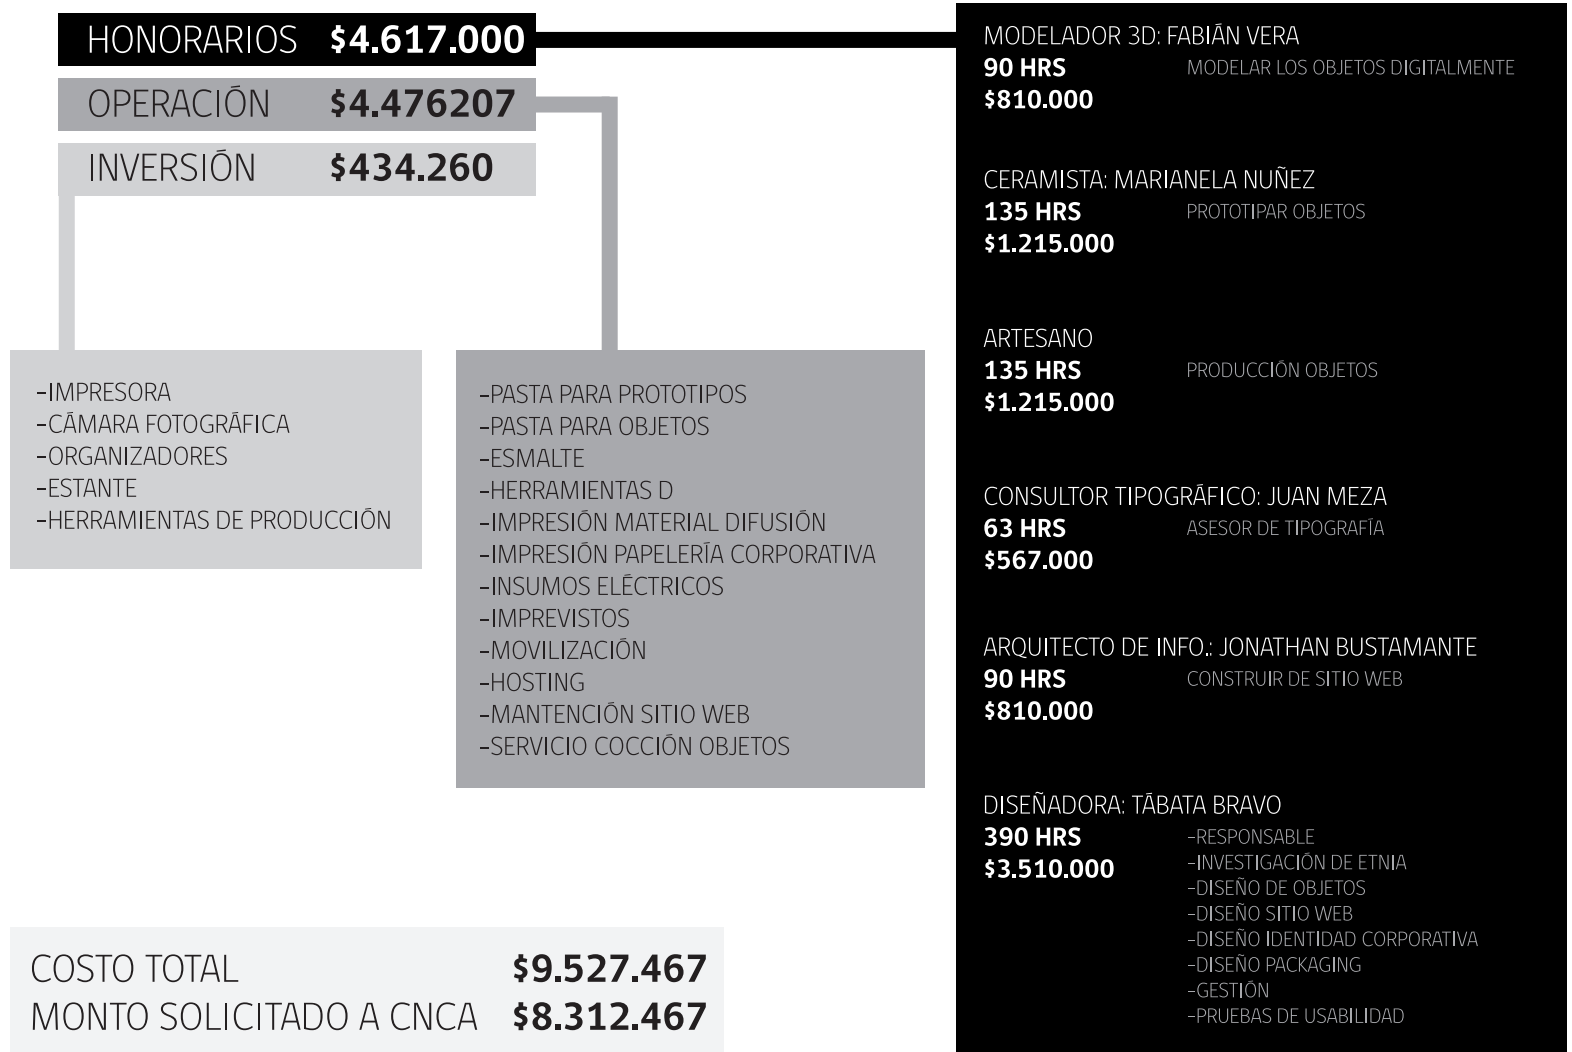 HONORARIOS $4.617.000
OPERACIÓN $4.476207
INVERSIÓN $434.260
-IMPRESORA
-CÁMARA FOTOGRÁFICA
-ORGANIZADORES
-ESTANTE
-HERRAMIENTAS DE PRODUCCIÓN
-PASTA PARA PROTOTIPOS
-PASTA PARA OBJETOS
-ESMALTE
-HERRAMIENTAS D
-IMPRESIÓN MATERIAL DIFUSIÓN
-IMPRESIÓN PAPELERÍA CORPORATIVA
-INSUMOS ELÉCTRICOS
-IMPREVISTOS
-MOVILIZACIÓN
-HOSTING
-MANTENCIÓN SITIO WEB
-SERVICIO COCCIÓN OBJETOS
MODELADOR 3D: FABIÁN VERA
90 HRS MODELAR LOS OBJETOS DIGITALMENTE
$810.000
CERAMISTA: MARIANELA NUÑEZ
135 HRS PROTOTIPAR OBJETOS
$1.215.000
ARTESANO
135 HRS PRODUCCIÓN OBJETOS
$1.215.000
CONSULTOR TIPOGRÁFICO: JUAN MEZA
63 HRS ASESOR DE TIPOGRAFÍA
$567.000
ARQUITECTO DE INFO.: JONATHAN BUSTAMANTE
90 HRS CONSTRUIR DE SITIO WEB
$810.000
DISEÑADORA: TÁBATA BRAVO
390 HRS -RESPONSABLE
$3.510.000 -INVESTIGACIÓN DE ETNIA
-DISEÑO DE OBJETOS
-DISEÑO SITIO WEB
-DISEÑO IDENTIDAD CORPORATIVA
-DISEÑO PACKAGING
-GESTIÓN
-PRUEBAS DE USABILIDAD
COSTO TOTAL $9.527.467
MONTO SOLICITADO A CNCA $8.312.467